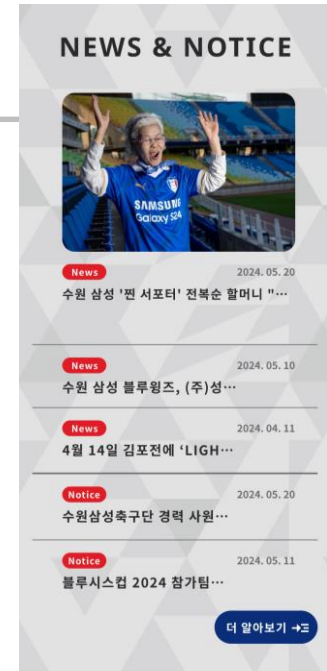 NEWS & NOTICE
SAMSUNG
Galaxy S24
News 2024. 05. 20
수원 삼성 '찐 서포터' 전복순 할머니 "…
News 2024. 05. 10
수원 삼성 블루윙즈, (주)성…
News 2024. 04. 11
4월 14일 김포전에 ‘LIGH…
Notice 2024. 05. 20
수원삼성축구단 경력 사원…
Notice 2024. 05. 11
블루시스컵 2024 참가팀…
더 알아보기